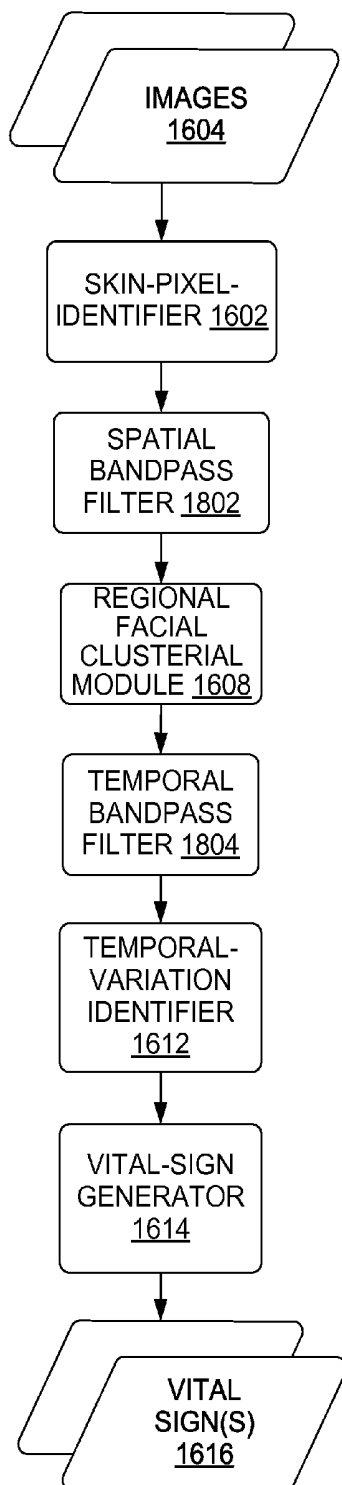 IMAGES
1604
SKIN-PIXEL-
IDENTIFIER 1602
SPATIAL
BANDPASS
FILTER 1802
REGIONAL
FACIAL
CLUSTERIAL
MODULE 1608
TEMPORAL
BANDPASS
FILTER 1804
TEMPORAL-
VARIATION
IDENTIFIER
1612
VITAL-SIGN
GENERATOR
1614
VITAL
SIGN(S)
1616